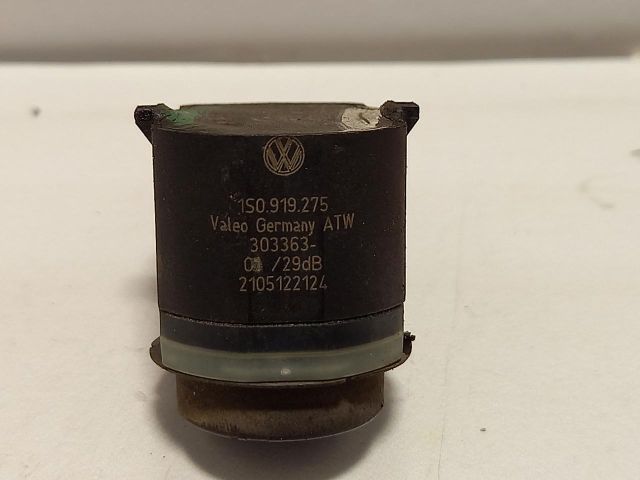 1S0.919.275
Valeo Germany ATW
303363-
/29dB
2105122124